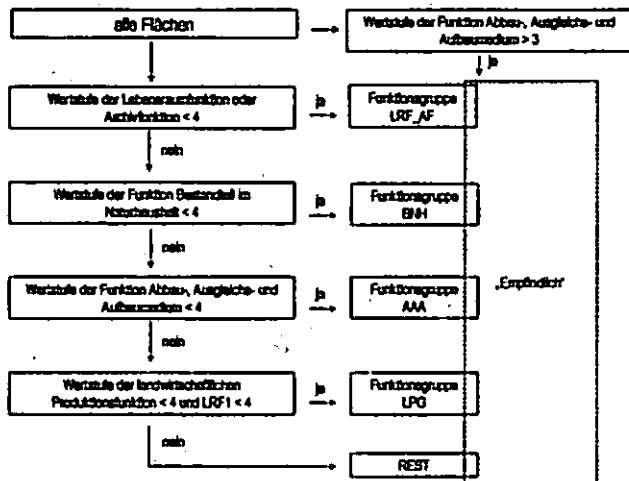 alle Flächen
Wertstufe der Funktion Abbau-, Ausgleichs- und
Aufbaumedium > 3
ja
Wertstufe der Lebensraumfunktion oder
Archivfunktion < 4
ja
Funktionsgruppe
LRF_AF
nein
Wertstufe der Funktion Bestandteil im
Naturhaushalt < 4
ja
Funktionsgruppe
BNH
nein
Wertstufe der Funktion Abbau-, Ausgleichs- und
Aufbaumedium < 4
ja
Funktionsgruppe
AAA
„Empfindlich“
nein
Wertstufe der landwirtschaftlichen
Produktionsfunktion < 4 und LRF1 < 4
ja
Funktionsgruppe
LPG
nein
REST